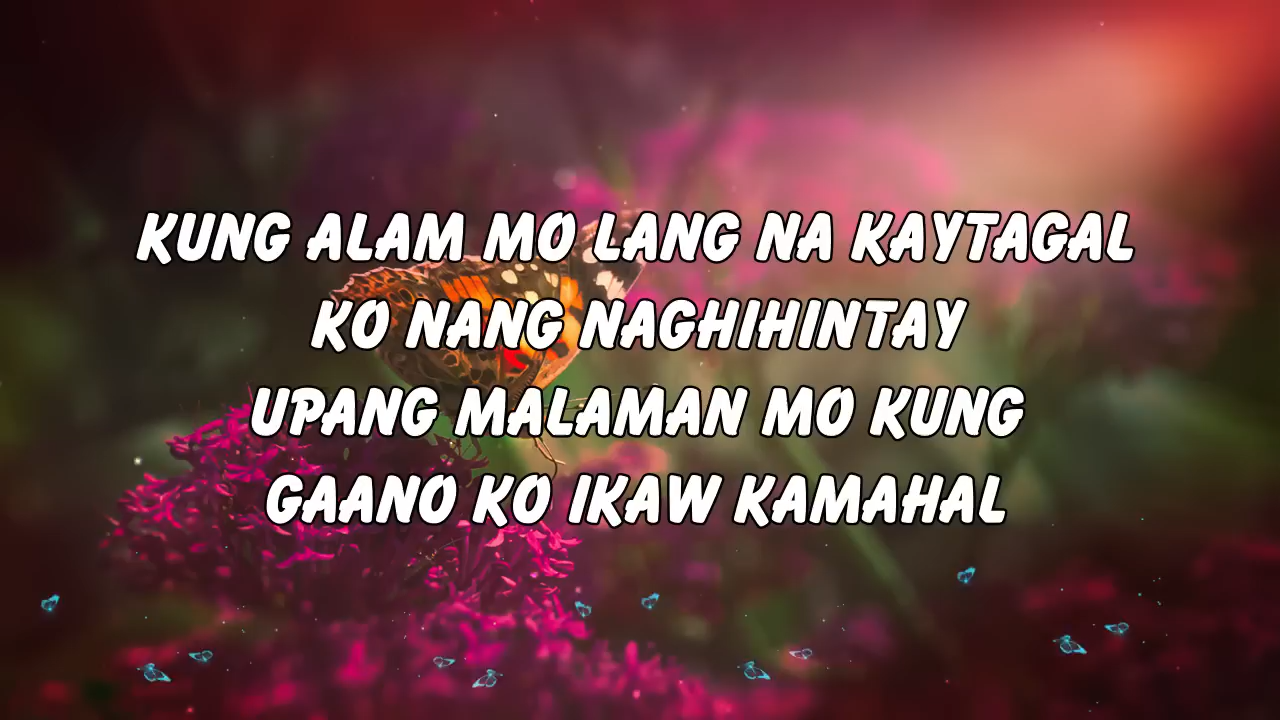 KUNG ALAM MO LANG NA KAYTAGAL
KO NANG NAGHIHINTAY
UPANG MALAMAN MO KUNG
GAANO KO IKAW KAMAHAL